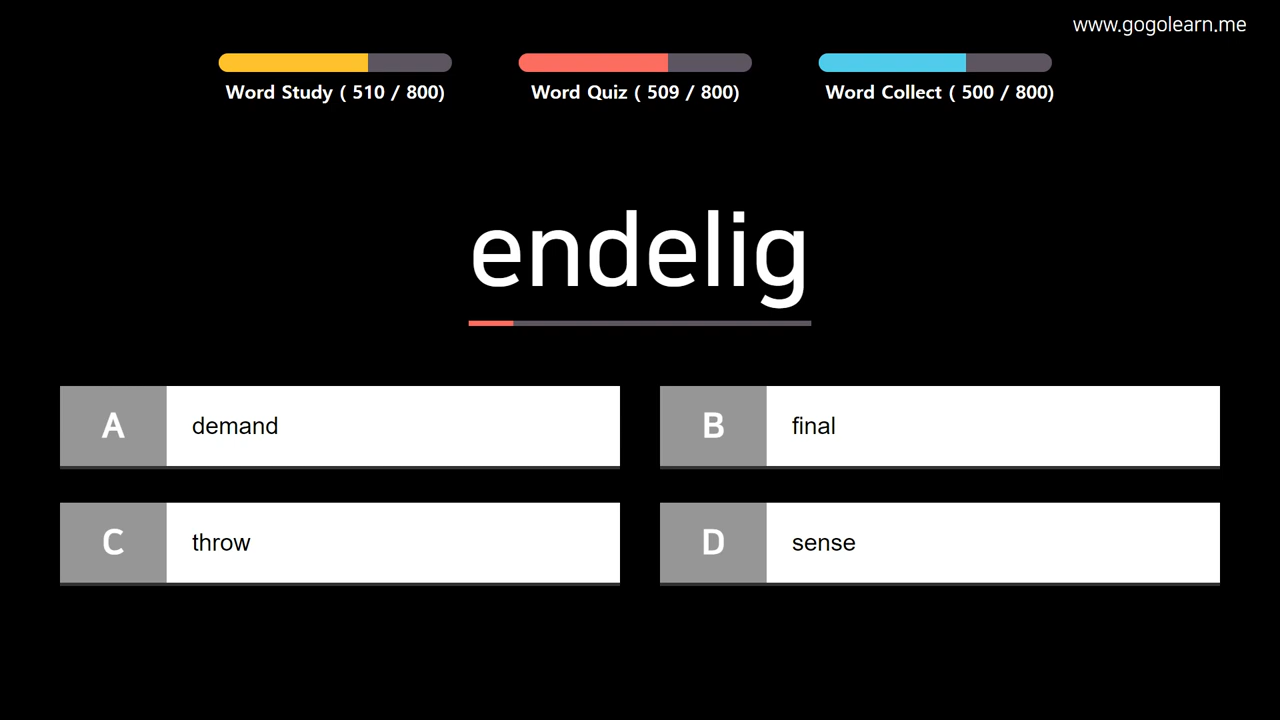 www.gogolearn.me
Word Study ( 510 / 800)
Word Quiz ( 509 / 800)
Word Collect ( 500 / 800)
endelig
A demand
B final
C throw
D sense